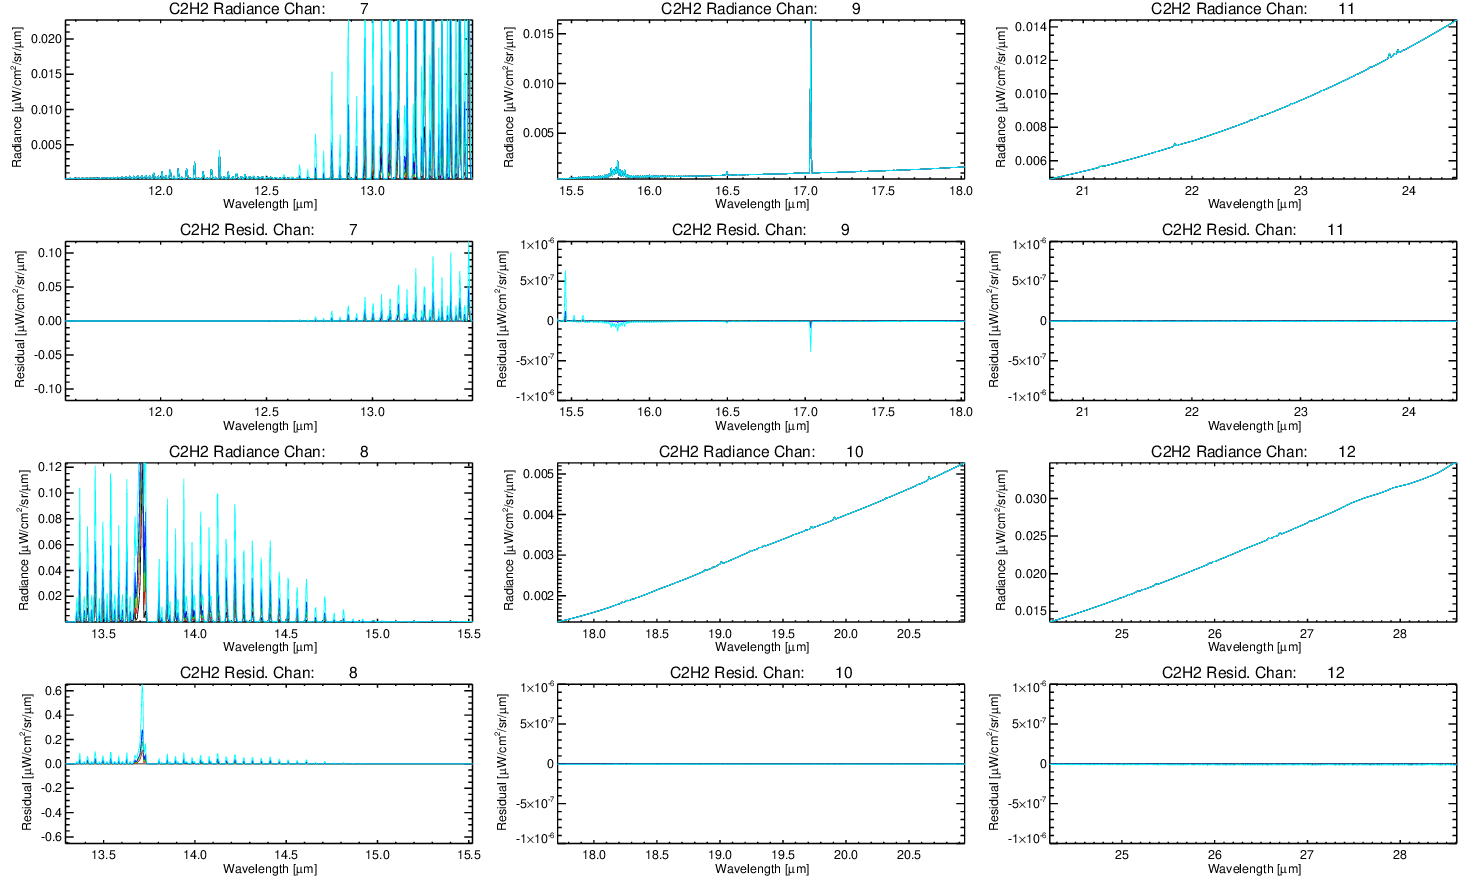 C2H2 Radiance Chan: 7
Radiance [μW/cm²/sr/μm]
0.020
0.015
0.010
0.005
12.0 12.5 13.0
Wavelength [μm]
C2H2 Radiance Chan: 9
Radiance [μW/cm²/sr/μm]
0.015
0.010
0.005
15.5 16.0 16.5 17.0 17.5 18.0
Wavelength [μm]
C2H2 Radiance Chan: 11
Radiance [μW/cm²/sr/μm]
0.014
0.012
0.010
0.008
0.006
21 22 23 24
Wavelength [μm]
C2H2 Resid. Chan: 7
Residual [μW/cm²/sr/μm]
0.10
0.05
0.00
-0.05
-0.10
12.0 12.5 13.0
Wavelength [μm]
C2H2 Resid. Chan: 9
Residual [μW/cm²/sr/μm]
1×10⁻⁶
5×10⁻⁷
0
-5×10⁻⁷
-1×10⁻⁶
15.5 16.0 16.5 17.0 17.5 18.0
Wavelength [μm]
C2H2 Resid. Chan: 11
Residual [μW/cm²/sr/μm]
1×10⁻⁶
5×10⁻⁷
0
-5×10⁻⁷
-1×10⁻⁶
21 22 23 24
Wavelength [μm]
C2H2 Radiance Chan: 8
Radiance [μW/cm²/sr/μm]
0.12
0.10
0.08
0.06
0.04
0.02
13.5 14.0 14.5 15.0 15.5
Wavelength [μm]
C2H2 Radiance Chan: 10
Radiance [μW/cm²/sr/μm]
0.005
0.004
0.003
0.002
18.0 18.5 19.0 19.5 20.0 20.5
Wavelength [μm]
C2H2 Radiance Chan: 12
Radiance [μW/cm²/sr/μm]
0.030
0.025
0.020
0.015
25 26 27 28
Wavelength [μm]
C2H2 Resid. Chan: 8
Residual [μW/cm²/sr/μm]
0.6
0.4
0.2
0.0
-0.2
-0.4
-0.6
13.5 14.0 14.5 15.0 15.5
Wavelength [μm]
C2H2 Resid. Chan: 10
Residual [μW/cm²/sr/μm]
1×10⁻⁶
5×10⁻⁷
0
-5×10⁻⁷
-1×10⁻⁶
18.0 18.5 19.0 19.5 20.0 20.5
Wavelength [μm]
C2H2 Resid. Chan: 12
Residual [μW/cm²/sr/μm]
1×10⁻⁶
5×10⁻⁷
0
-5×10⁻⁷
-1×10⁻⁶
25 26 27 28
Wavelength [μm]